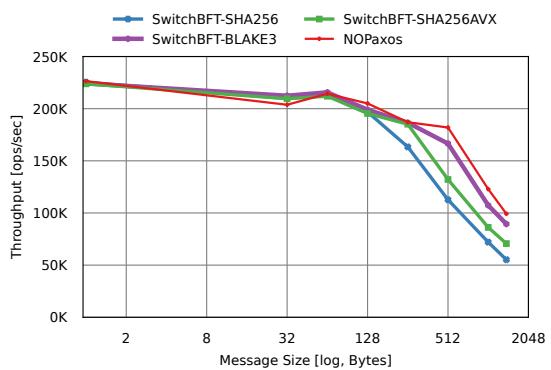 SwitchBFT-SHA256 SwitchBFT-SHA256AVX
SwitchBFT-BLAKE3 NOPaxos
250K
200K
150K
100K
50K
0K
Throughput [ops/sec]
2 8 32 128 512 2048
Message Size [log, Bytes]